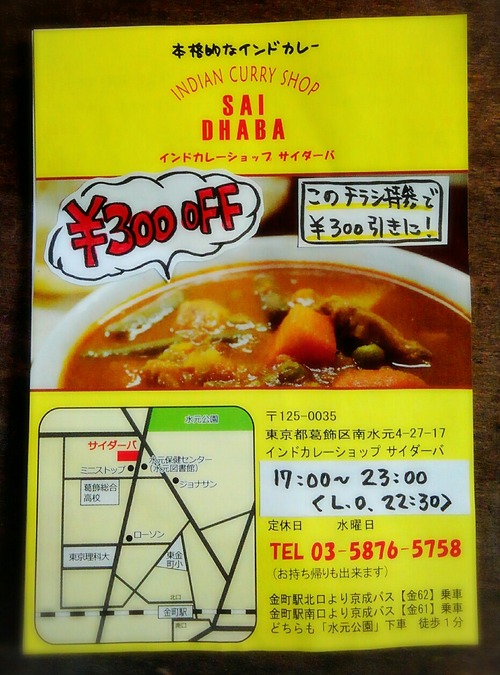 本格的なインドカレー
INDIAN CURRY SHOP
SAI
DHABA
インドカレーショップ サイダーバ
¥300 OFF
このチラシ持参で
¥300引きに!
水元公園
サイダーバ
水元保健センター
(水元図書館)
ミニストップ
ジョナサン
葛飾総合
高校
ローソン
東京理科大
東金
町小
北口
金町駅
南口
〒125-0035
東京都葛飾区南水元4-27-17
インドカレーショップ サイダーバ
17:00~23:00
<L.O. 22:30>
定休日 水曜日
TEL 03-5876-5758
(お持ち帰りも出来ます)
金町駅北口より京成バス【金62】乗車
金町駅南口より京成バス【金61】乗車
どちらも「水元公園」下車 徒歩1分